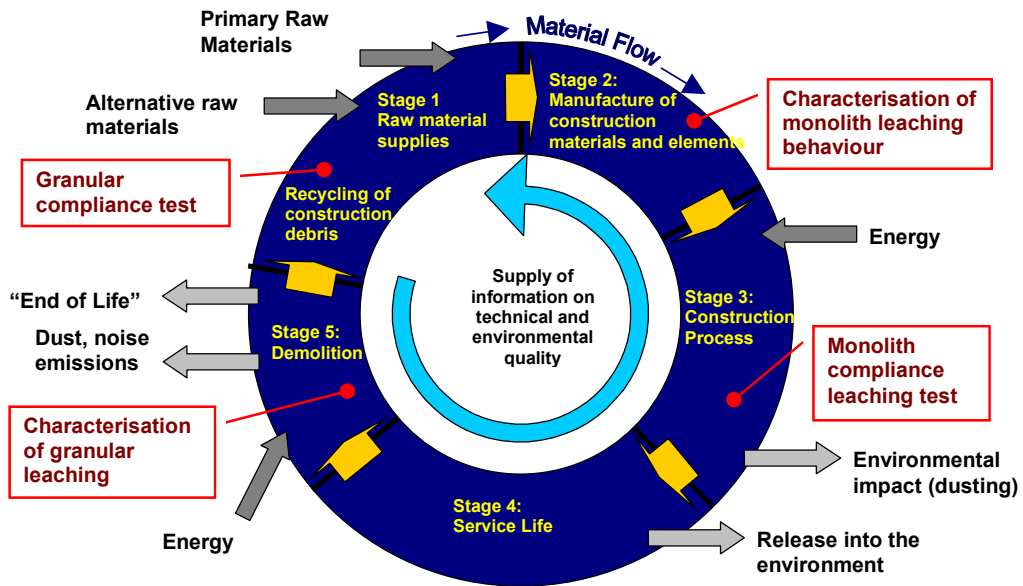 Primary Raw
Materials
Material Flow
Alternative raw
materials
Stage 1
Raw material
supplies
Stage 2:
Manufacture of
construction
materials and elements
Characterisation of
monolith leaching
behaviour
Granular
compliance test
Recycling of
construction
debris
Energy
Supply of
information on
technical and
environmental
quality
“End of Life”
Dust, noise
emissions
Stage 5:
Demolition
Stage 3:
Construction
Process
Monolith
compliance
leaching test
Characterisation
of granular
leaching
Stage 4:
Service Life
Environmental
impact (dusting)
Energy
Release into the
environment